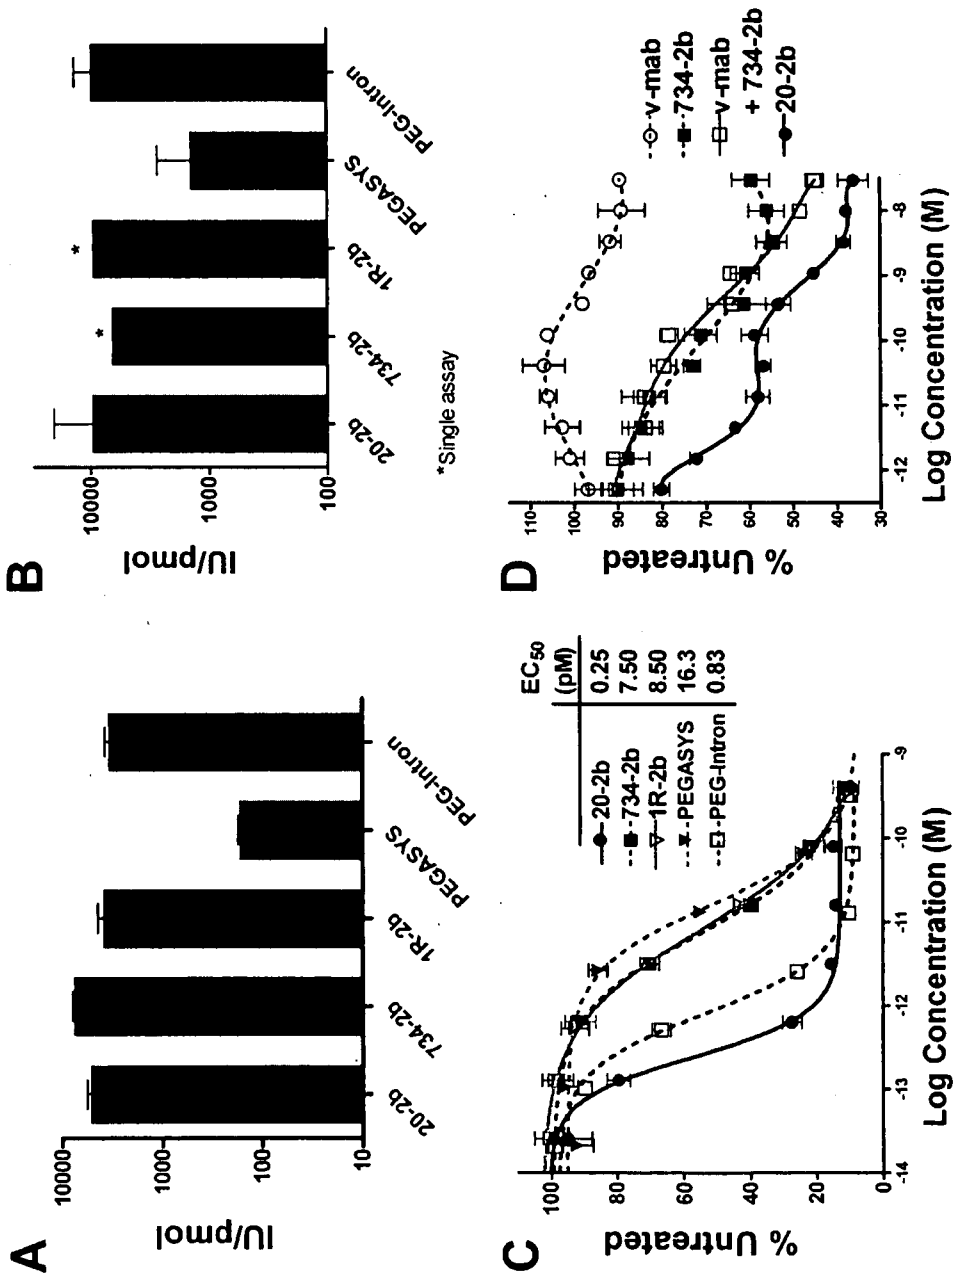 A
IU/pmol
10000
1000
100
10
20-2b
734-2b
1R-2b
PEGASYS
PEG-Intron
B
IU/pmol
10000
1000
100
20-2b
734-2b
1R-2b
PEGASYS
PEG-Intron
*
*
*Single assay
C
% Untreated
100
80
60
40
20
0
-14
-13
-12
-11
-10
-9
Log Concentration (M)
EC50
(pM)
20-2b 0.25
734-2b 7.50
1R-2b 8.50
PEGASYS 16.3
PEG-Intron 0.83
D
% Untreated
110
100
90
80
70
60
50
40
30
-12
-11
-10
-9
-8
Log Concentration (M)
v-mab
734-2b
v-mab
+ 734-2b
20-2b